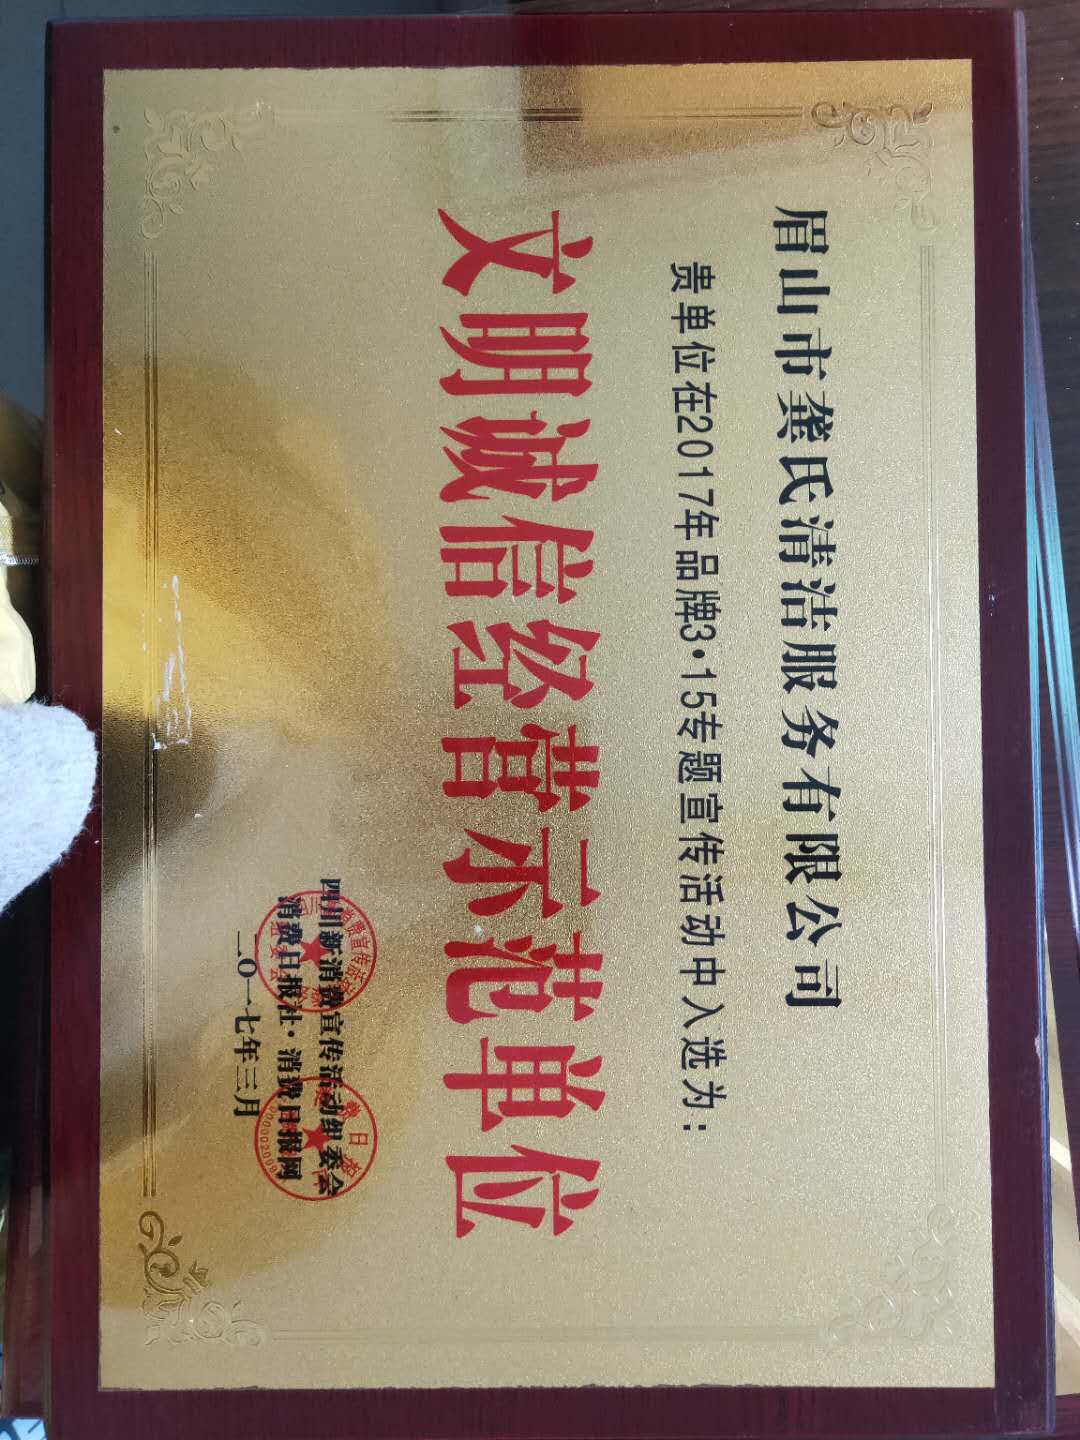 眉山市龚氏清洁服务有限公司
贵单位在2017年品牌3·15专题宣传活动中入选为：
文明诚信经营示范单位
四川新消费宣传活动组委会
消费日报社·消费日报网
二0一七年三月